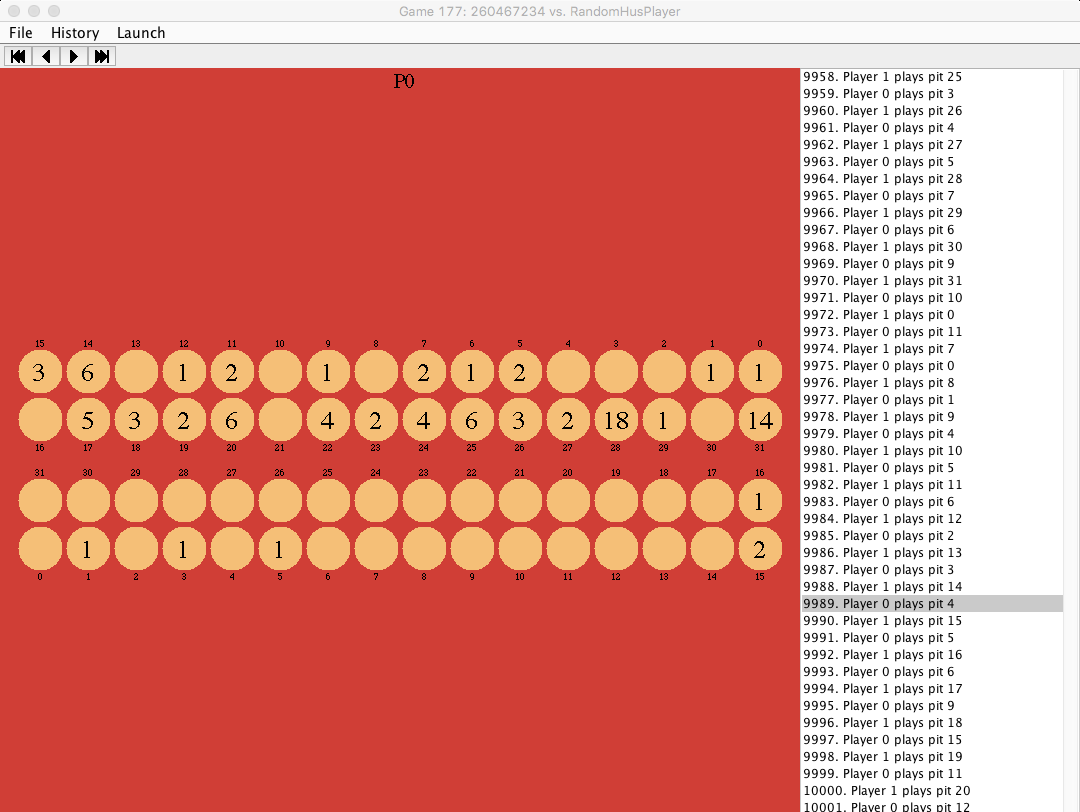 Game 177: 260467234 vs. RandomHusPlayer
File History Launch
P0
15 14 13 12 11 10 9 8 7 6 5 4 3 2 1 0
3 6 1 2 1 2 1 2 1 1
5 3 2 6 4 2 4 6 3 2 18 1 14
16 17 18 19 20 21 22 23 24 25 26 27 28 29 30 31
31 30 29 28 27 26 25 24 23 22 21 20 19 18 17 16
1
1 1 1 2
0 1 2 3 4 5 6 7 8 9 10 11 12 13 14 15
9958. Player 1 plays pit 25
9959. Player 0 plays pit 3
9960. Player 1 plays pit 26
9961. Player 0 plays pit 4
9962. Player 1 plays pit 27
9963. Player 0 plays pit 5
9964. Player 1 plays pit 28
9965. Player 0 plays pit 7
9966. Player 1 plays pit 29
9967. Player 0 plays pit 6
9968. Player 1 plays pit 30
9969. Player 0 plays pit 9
9970. Player 1 plays pit 31
9971. Player 0 plays pit 10
9972. Player 1 plays pit 0
9973. Player 0 plays pit 11
9974. Player 1 plays pit 7
9975. Player 0 plays pit 0
9976. Player 1 plays pit 8
9977. Player 0 plays pit 1
9978. Player 1 plays pit 9
9979. Player 0 plays pit 4
9980. Player 1 plays pit 10
9981. Player 0 plays pit 5
9982. Player 1 plays pit 11
9983. Player 0 plays pit 6
9984. Player 1 plays pit 12
9985. Player 0 plays pit 2
9986. Player 1 plays pit 13
9987. Player 0 plays pit 3
9988. Player 1 plays pit 14
9989. Player 0 plays pit 4
9990. Player 1 plays pit 15
9991. Player 0 plays pit 5
9992. Player 1 plays pit 16
9993. Player 0 plays pit 6
9994. Player 1 plays pit 17
9995. Player 0 plays pit 9
9996. Player 1 plays pit 18
9997. Player 0 plays pit 15
9998. Player 1 plays pit 19
9999. Player 0 plays pit 11
10000. Player 1 plays pit 20
10001. Player 0 plays pit 12